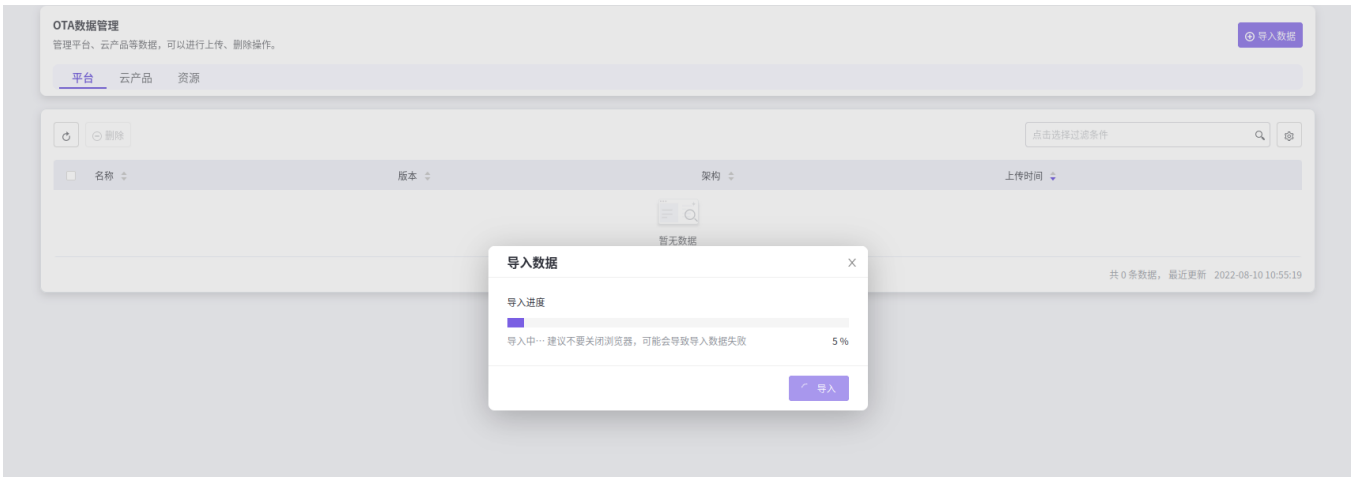 OTA数据管理
管理平台、云产品等数据，可以进行上传、删除操作。
导入数据
平台 云产品 资源
删除 点击选择过滤条件
名称 版本 架构 上传时间
暂无数据
共 0 条数据， 最近更新 2022-08-10 10:55:19
导入数据
导入进度
导入中… 建议不要关闭浏览器，可能会导致导入数据失败 5 %
导入